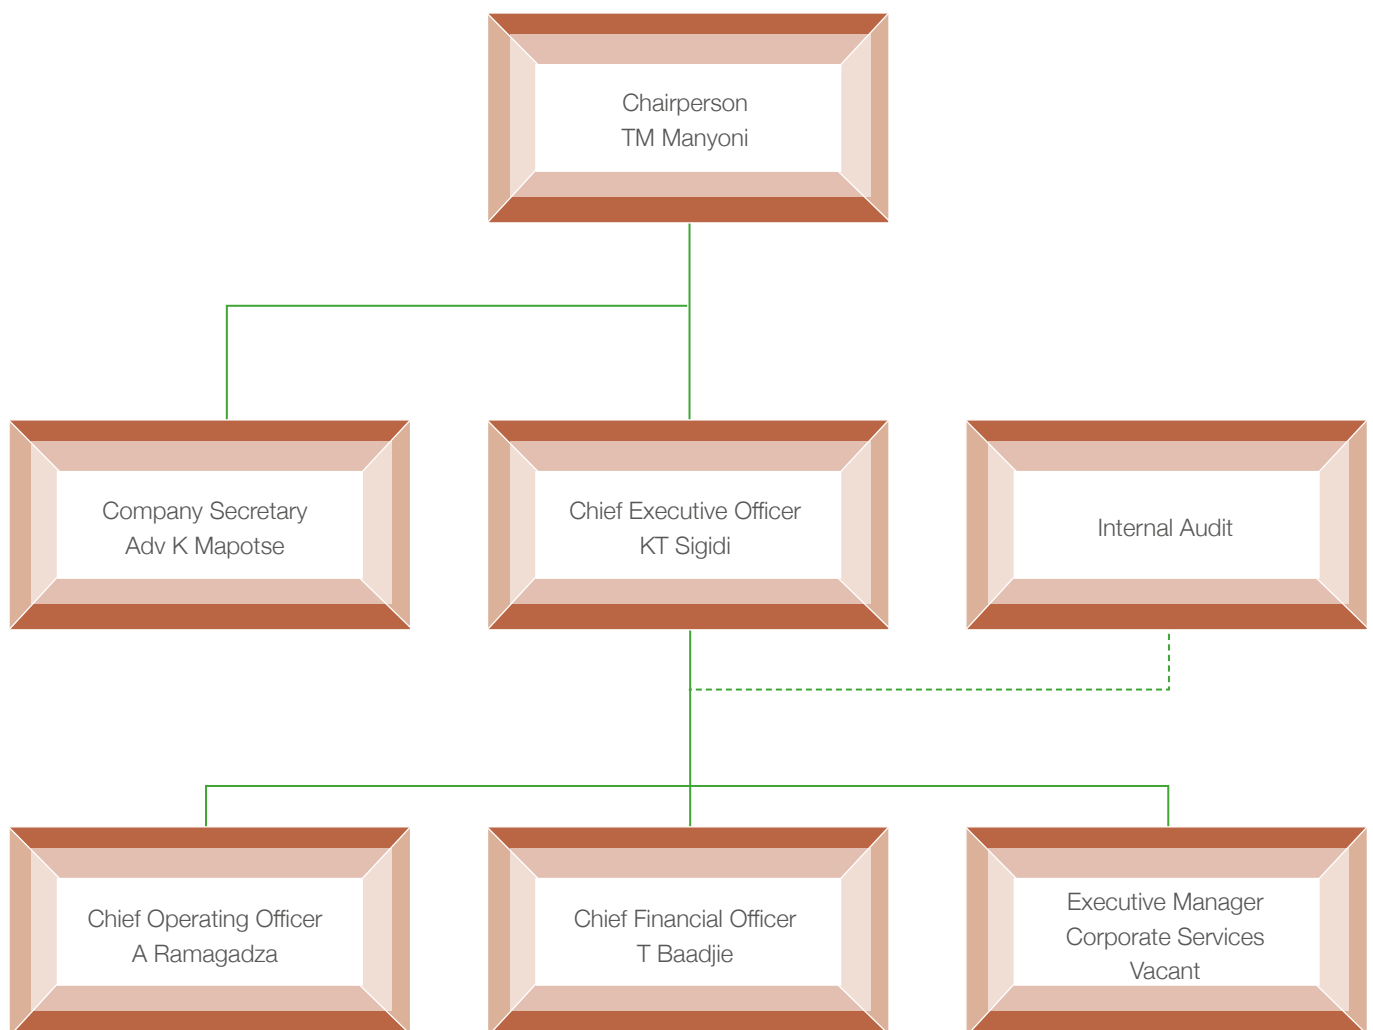 Chairperson
TM Manyoni
Company Secretary
Adv K Mapotse
Chief Executive Officer
KT Sigidi
Internal Audit
Chief Operating Officer
A Ramagadza
Chief Financial Officer
T Baadjie
Executive Manager
Corporate Services
Vacant